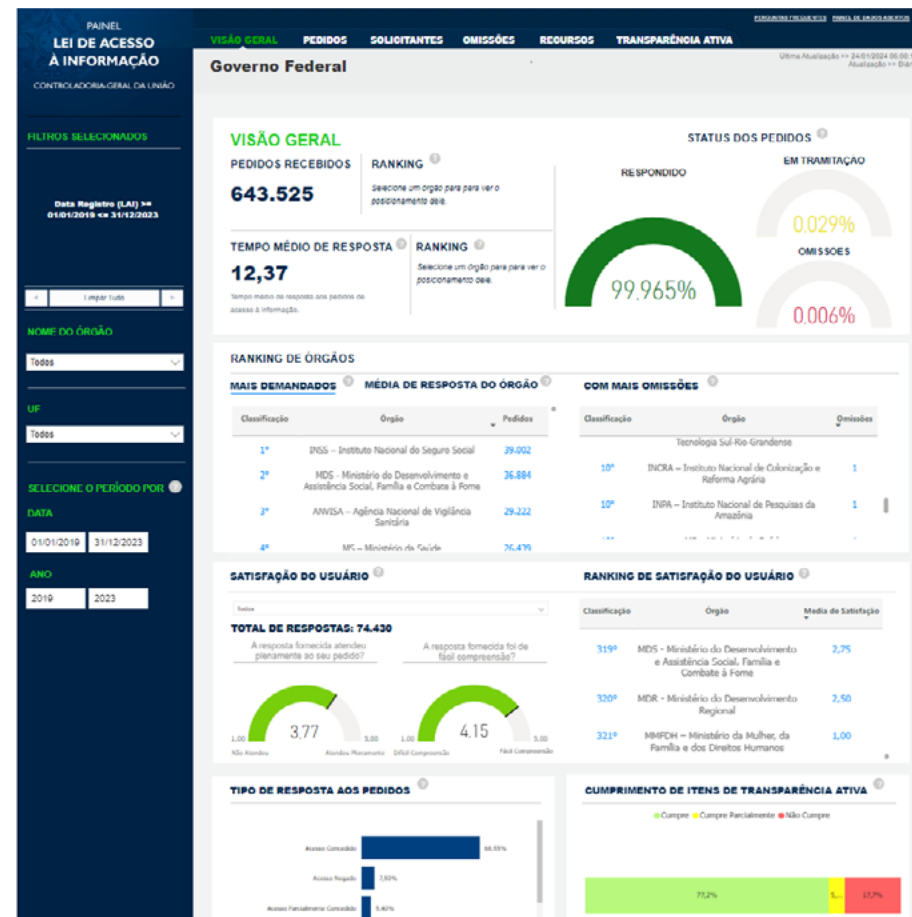 PAINEL
LEI DE ACESSO
À INFORMAÇÃO
CONTROLADORIA-GERAL DA UNIÃO
FILTROS SELECIONADOS
Data Registro (LAI) >=
01/01/2019 <= 31/12/2023
Limpar Tudo
NOME DO ÓRGÃO
Todos
UF
Todos
SELECIONE O PERÍODO POR
DATA
01/01/2019 31/12/2023
ANO
2019 2023
PERGUNTAS FREQUENTES PAINEL DE DADOS ABERTOS
VISÃO GERAL PEDIDOS SOLICITANTES OMISSÕES RECURSOS TRANSPARÊNCIA ATIVA
Governo Federal
Última Atualização >> 24/01/2024
Atualização >>
VISÃO GERAL
PEDIDOS RECEBIDOS
643.525
RANKING
Selecione um órgão para para ver o
posicionamento dele.
TEMPO MÉDIO DE RESPOSTA
12,37
Tempo médio de resposta aos pedidos de
acesso à informação.
RANKING
Selecione um órgão para para ver o
posicionamento dele.
STATUS DOS PEDIDOS
RESPONDIDO
99,965%
EM TRAMITAÇÃO
0,029%
OMISSOES
0,006%
RANKING DE ÓRGÃOS
MAIS DEMANDADOS MÉDIA DE RESPOSTA DO ÓRGÃO
Classificação Órgão Pedidos
1º INSS – Instituto Nacional do Seguro Social 39.002
2º MDS - Ministério do Desenvolvimento e 36.884
Assistência Social, Família e Combate à Fome
3º ANVISA – Agência Nacional de Vigilância 29.222
Sanitária
4º MS – Ministério da Saúde 26.439
COM MAIS OMISSÕES
Classificação Órgão Omissões
Tecnologia Sul-Rio-Grandense
10º INCRA – Instituto Nacional de Colonização e 1
Reforma Agrária
10º INPA – Instituto Nacional de Pesquisas da 1
Amazônia
SATISFAÇÃO DO USUÁRIO
Todos
TOTAL DE RESPOSTAS: 74.430
A resposta fornecida atendeu
plenamente ao seu pedido?
3,77
1,00 5,00
Não Atendeu Atendeu Plenamente
A resposta fornecida foi de
fácil compreensão?
4.15
1,00 5,00
Difícil Compreensão Fácil Compreensão
RANKING DE SATISFAÇÃO DO USUÁRIO
Classificação Órgão Media de Satisfação
319º MDS - Ministério do Desenvolvimento 2,75
e Assistência Social, Família e
Combate à Fome
320º MDR - Ministério do Desenvolvimento 2,50
Regional
321º MMFDH – Ministério da Mulher, da 1,00
Família e dos Direitos Humanos
TIPO DE RESPOSTA AOS PEDIDOS
Acesso Concedido
Acesso Negado
Acesso Parcialmente Concedido
CUMPRIMENTO DE ITENS DE TRANSPARÊNCIA ATIVA
Cumpre Cumpre Parcialmente Não Cumpre
77,2% 5,... 17,7%